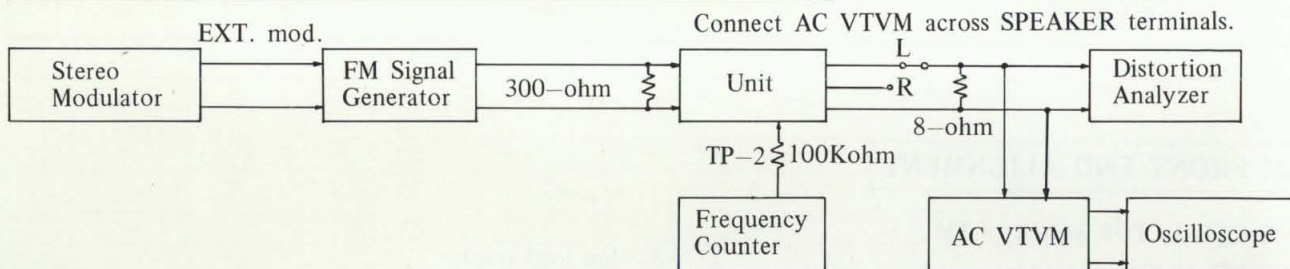 Connect AC VTVM across SPEAKER terminals.
EXT. mod.
Stereo
Modulator
FM Signal
Generator
300–ohm
Unit
L
R
8–ohm
Distortion
Analyzer
TP–2
100Kohm
Frequency
Counter
AC VTVM
Oscilloscope